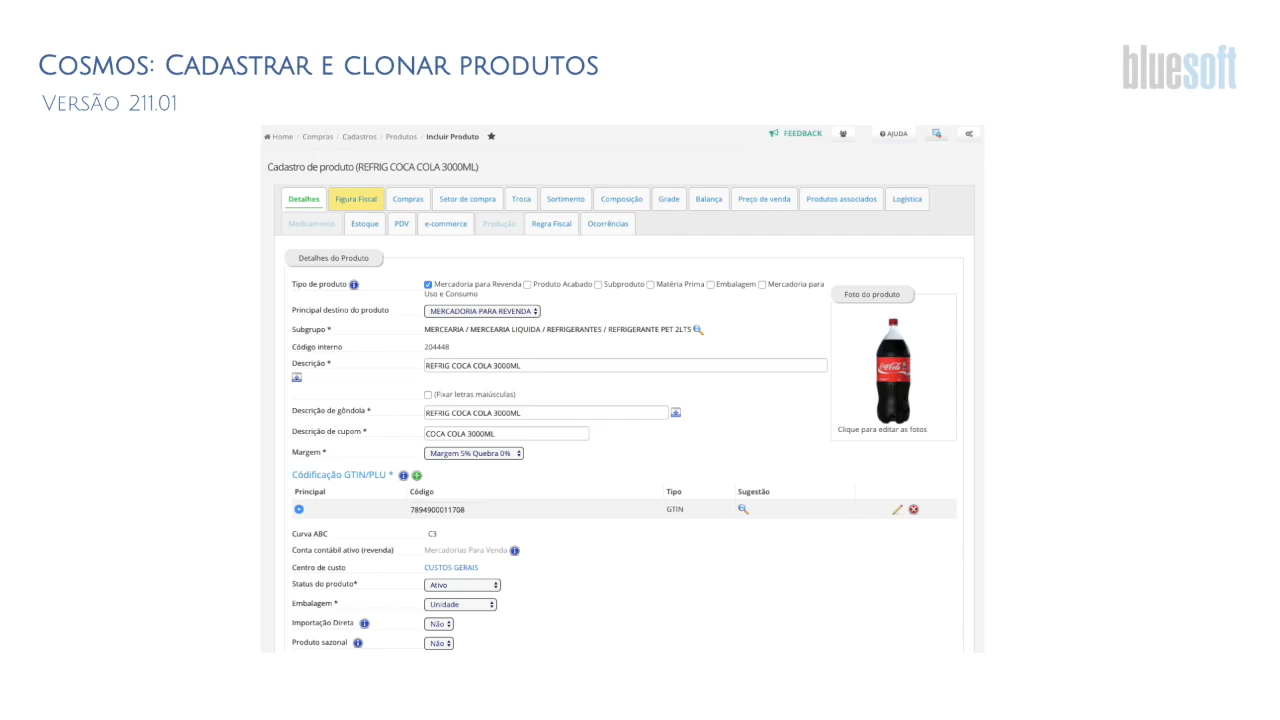 Cosmos: Cadastrar e clonar produtos
bluesoft
Versão 211.01
Home / Compras / Cadastros / Produtos / Incluir Produto
FEEDBACK
AJUDA
Cadastro de produto (REFRIG COCA COLA 3000ML)
Detalhes Figura Fiscal Compras Setor de compra Troca Sortimento Composição Grade Balança Preço de venda Produtos associados Logística
Medicamento Estoque PDV e-commerce Produção Regra Fiscal Ocorrências
Detalhes do Produto
Tipo de produto Mercadoria para Revenda Produto Acabado Subproduto Matéria Prima Embalagem Mercadoria para
Uso e Consumo
Foto do produto
Principal destino do produto MERCADORIA PARA REVENDA
Subgrupo * MERCEARIA / MERCEARIA LIQUIDA / REFRIGERANTES / REFRIGERANTE PET 2LTS
Código interno 204448
Descrição * REFRIG COCA COLA 3000ML
Coca-Cola
(Fixar letras maiúsculas)
Descrição de gôndola * REFRIG COCA COLA 3000ML
Clique para editar as fotos
Descrição de cupom * COCA COLA 3000ML
Margem * Margem 5% Quebra 0%
Códificação GTIN/PLU *
Principal Código Tipo Sugestão
7894900011708 GTIN
Curva ABC C3
Conta contábil ativo (revenda) Mercadorias Para Venda
Centro de custo CUSTOS GERAIS
Status do produto* Ativo
Embalagem * Unidade
Importação Direta Não
Produto sazonal Não